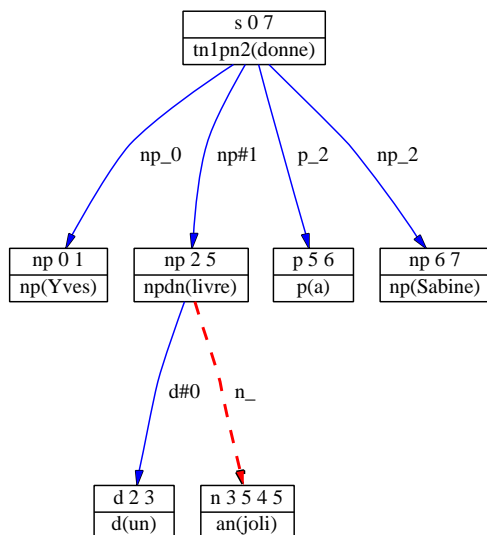 s 0 7
tn1pn2(donne)
np_0
np#1
p_2
np_2
np 0 1
np(Yves)
np 2 5
npdn(livre)
p 5 6
p(a)
np 6 7
np(Sabine)
d#0
n_
d 2 3
d(un)
n 3 5 4 5
an(joli)